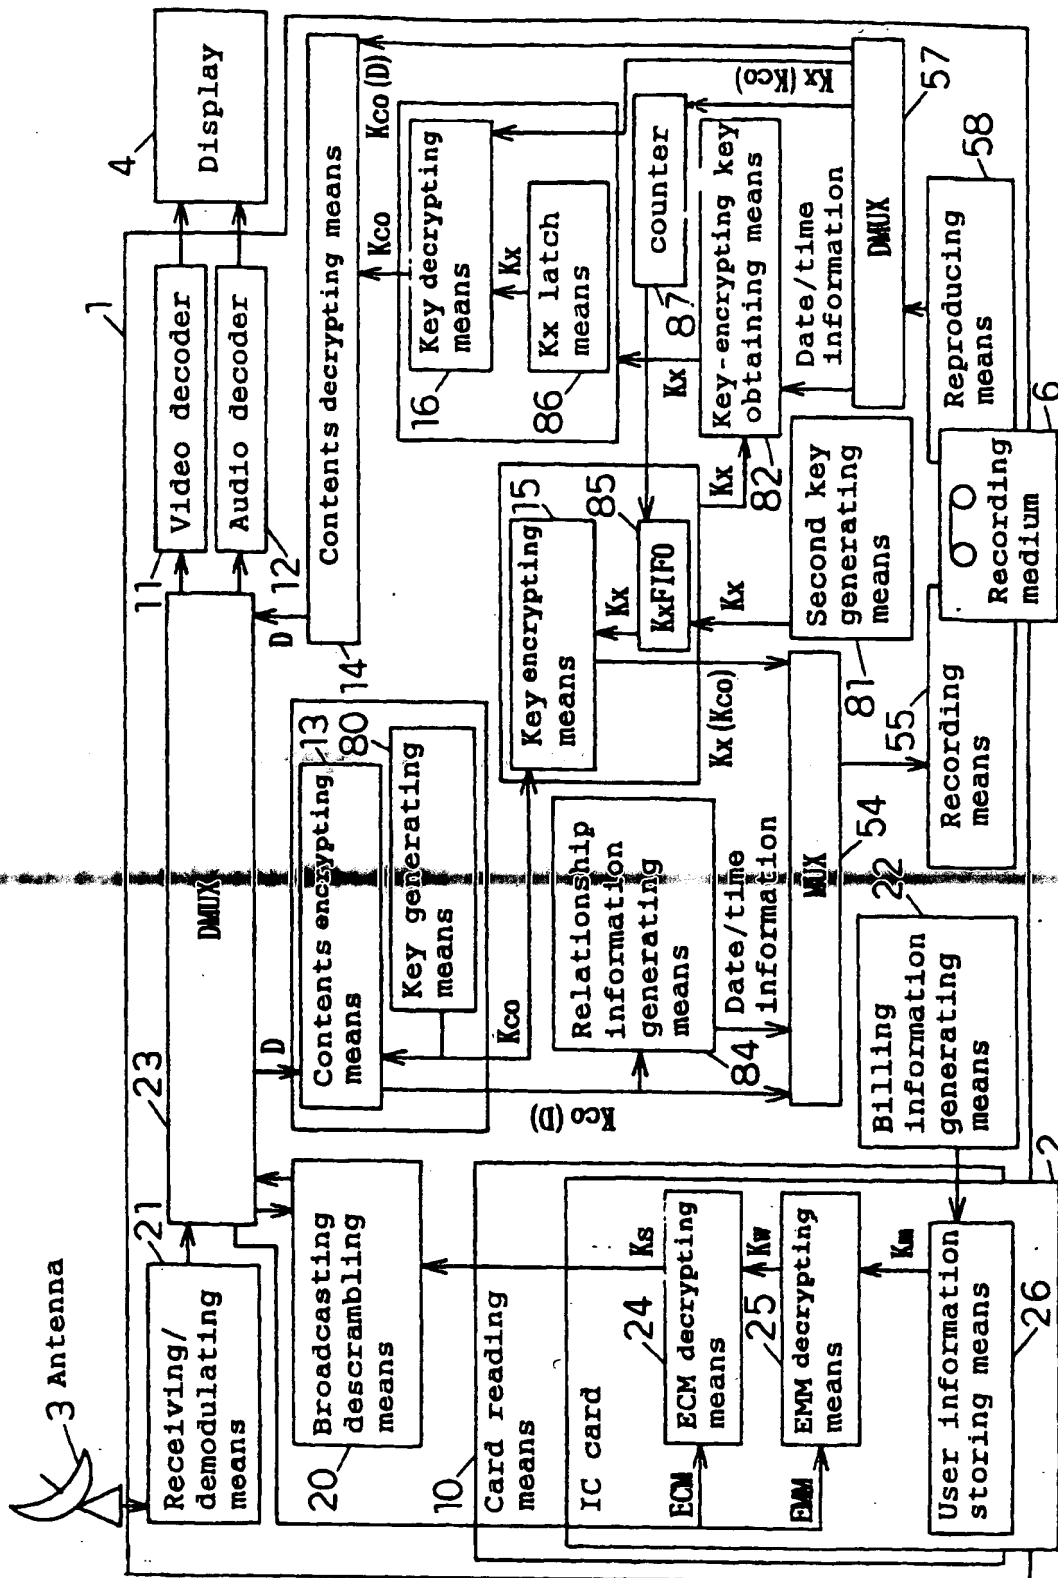 3 Antenna
Receiving/
demodulating
means
21
23
DMUX
11
Video decoder
Audio decoder
12
4
Display
1
20
Broadcasting
descrambling
means
D
Contents encrypting
means
13
Key generating
means
80
D
14
Contents decrypting means
Kco (D)
Kco
16
Key decrypting
means
Kx
Kx latch
means
86
Kx (Kco)
10
Card reading
means
IC card
Ks
24
ECM decrypting
means
ECM
Kw
25
EMM decrypting
means
EMM
Km
User information
storing means
26
2
Kco (D)
Kco
Relationship
information
generating
means
84
Date/time
information
Key encrypting
means
15
Kx
KxFIFO
85
Kx (Kco)
Kx
Second key
generating
means
81
counter
87
Kx
Kx
Key-encrypting key
obtaining means
82
Date/time
information
DMUX
57
MUX
54
Billing
information
generating
means
22
Recording
means
55
Recording
medium
6
Reproducing
means
58